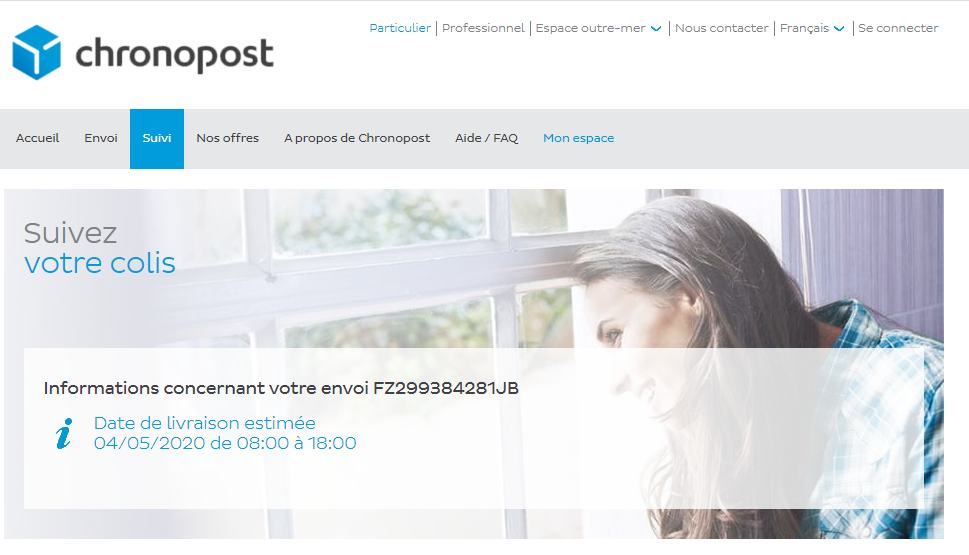 chronopost
Particulier | Professionnel | Espace outre-mer | Nous contacter | Français | Se connecter
Accueil Envoi Suivi Nos offres A propos de Chronopost Aide / FAQ Mon espace
Suivez
votre colis
Informations concernant votre envoi FZ299384281JB
i Date de livraison estimée
04/05/2020 de 08:00 à 18:00